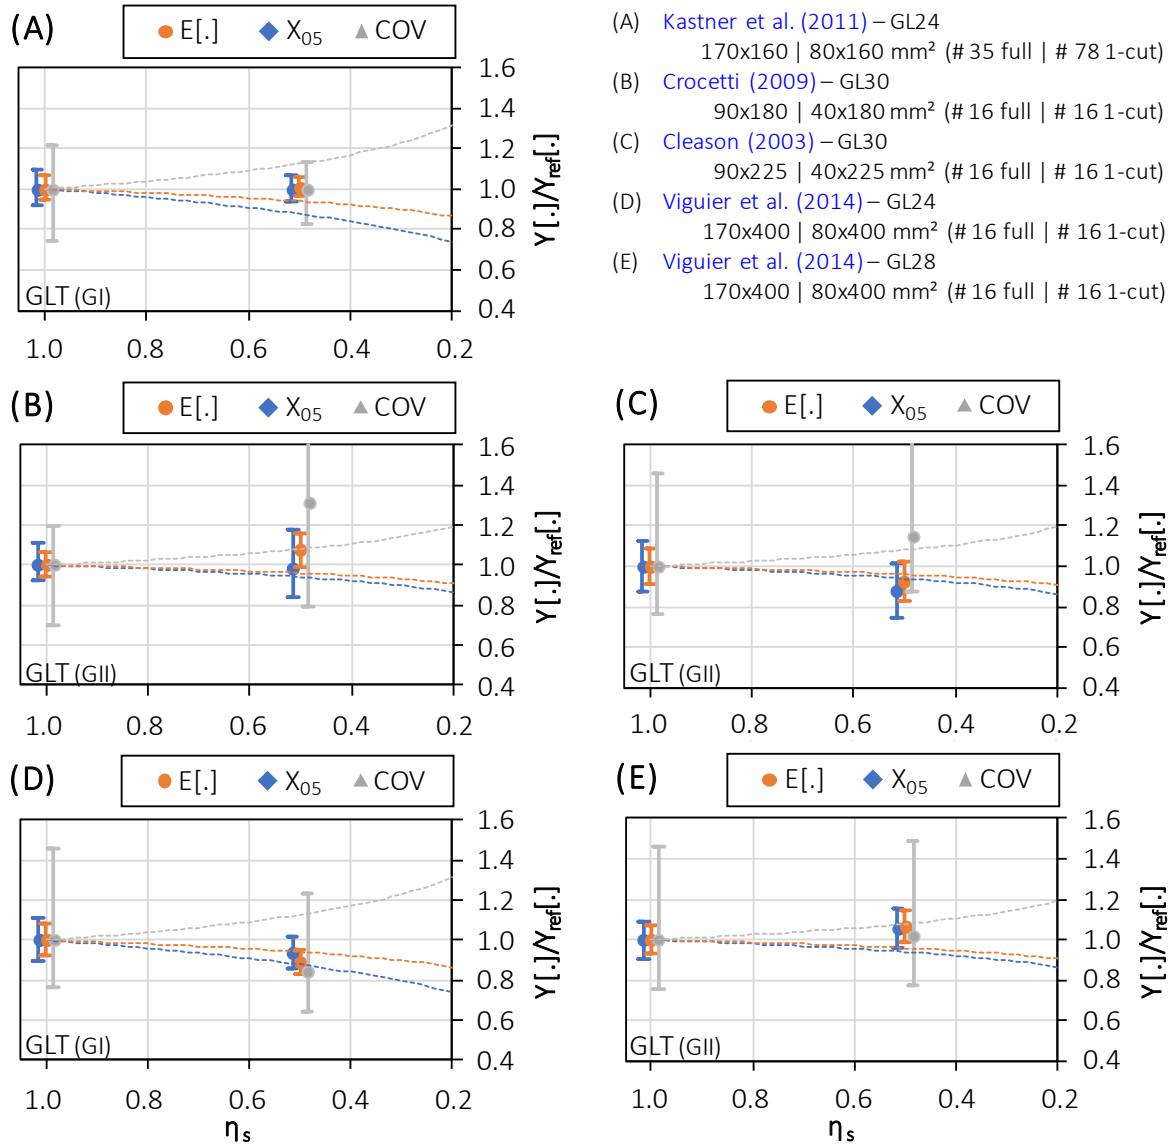 (A)
E[.] X₀₅ COV
1.6
1.4
1.2
1.0
0.8
0.6
0.4
Y[.]/Yref[.]
GLT (GI)
1.0 0.8 0.6 0.4 0.2
(A) Kastner et al. (2011) – GL24
170x160 | 80x160 mm² (# 35 full | # 78 1-cut)
(B) Crocetti (2009) – GL30
90x180 | 40x180 mm² (# 16 full | # 16 1-cut)
(C) Cleason (2003) – GL30
90x225 | 40x225 mm² (# 16 full | # 16 1-cut)
(D) Viguier et al. (2014) – GL24
170x400 | 80x400 mm² (# 16 full | # 16 1-cut)
(E) Viguier et al. (2014) – GL28
170x400 | 80x400 mm² (# 16 full | # 16 1-cut)
(B)
E[.] X₀₅ COV
1.6
1.4
1.2
1.0
0.8
0.6
0.4
Y[.]/Yref[.]
GLT (GII)
1.0 0.8 0.6 0.4 0.2
(C)
E[.] X₀₅ COV
1.6
1.4
1.2
1.0
0.8
0.6
0.4
Y[.]/Yref[.]
GLT (GII)
1.0 0.8 0.6 0.4 0.2
(D)
E[.] X₀₅ COV
1.6
1.4
1.2
1.0
0.8
0.6
0.4
Y[.]/Yref[.]
GLT (GI)
1.0 0.8 0.6 0.4 0.2
ηs
(E)
E[.] X₀₅ COV
1.6
1.4
1.2
1.0
0.8
0.6
0.4
Y[.]/Yref[.]
GLT (GII)
1.0 0.8 0.6 0.4 0.2
ηs